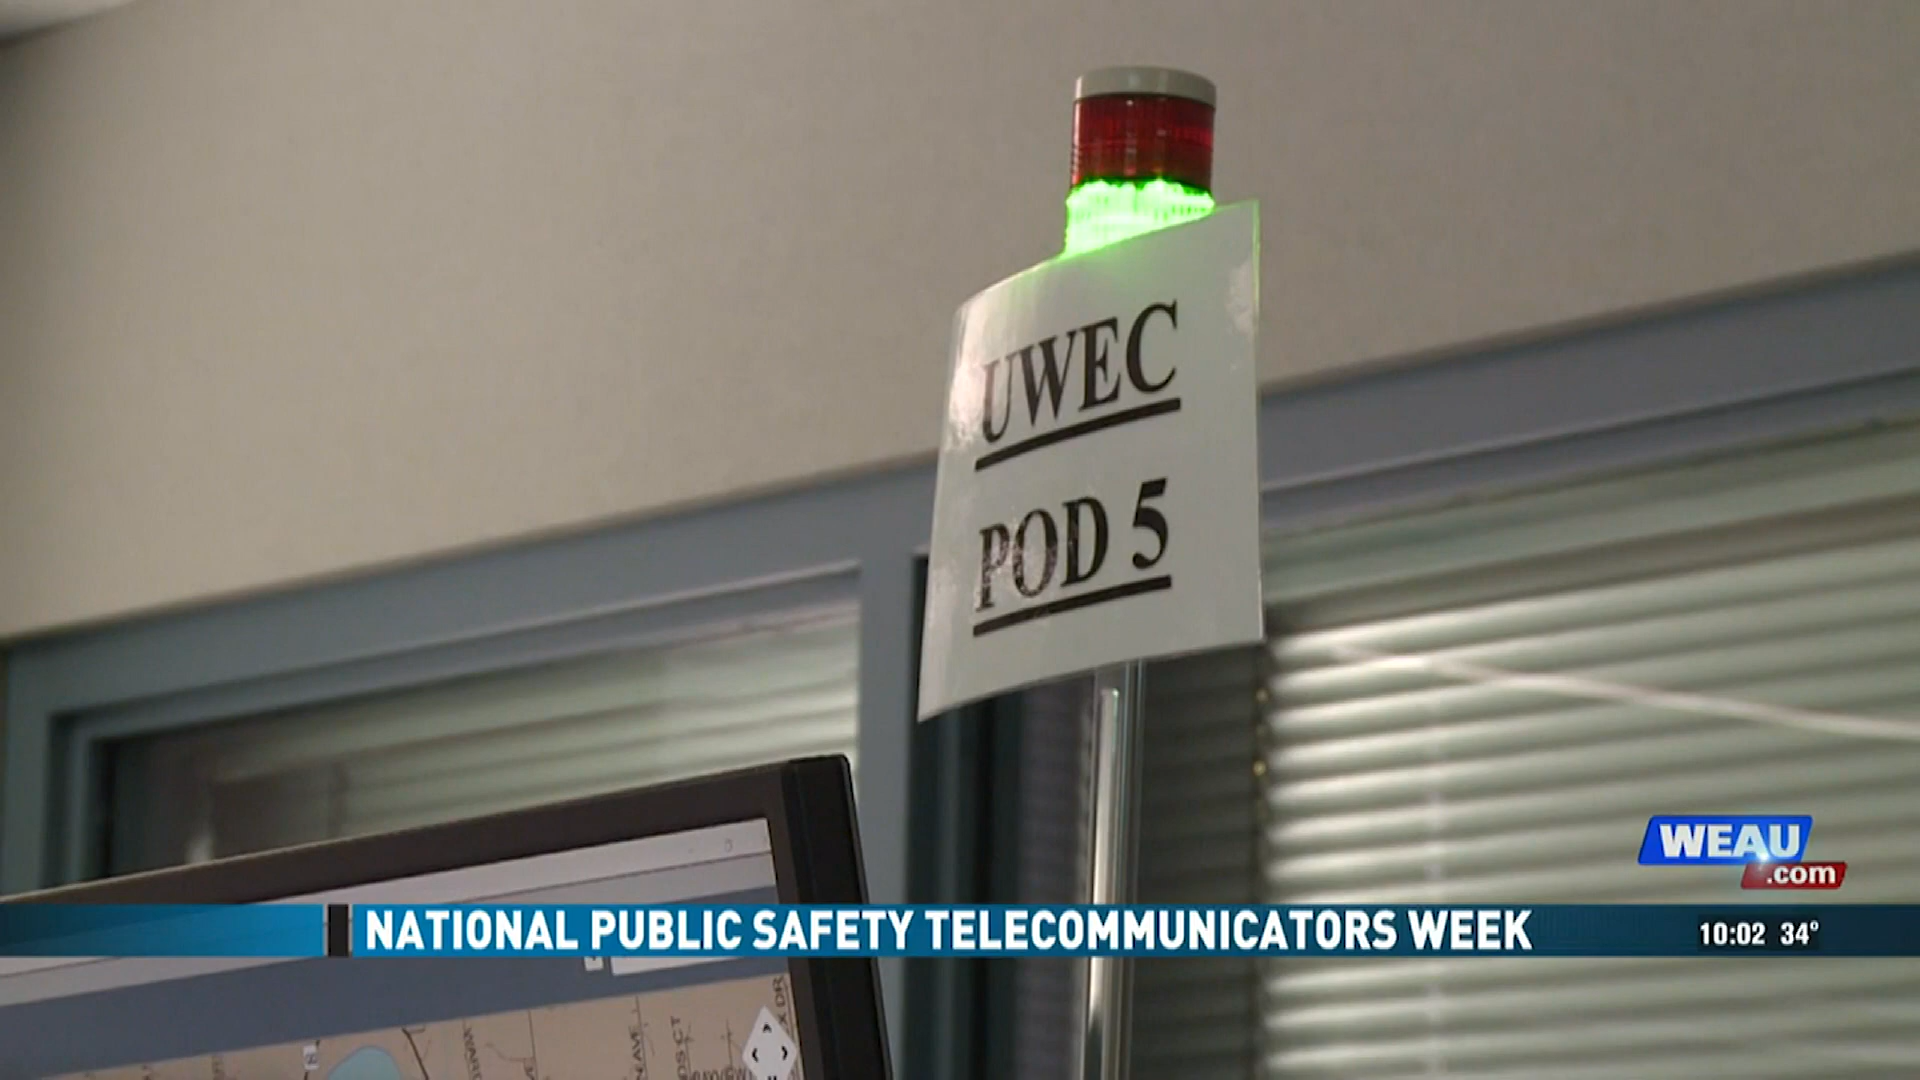 UWEC
POD 5
WEAU
.com
NATIONAL PUBLIC SAFETY TELECOMMUNICATORS WEEK
10:02 34°